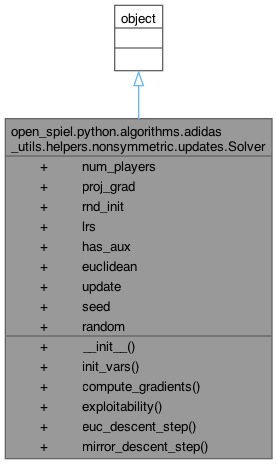 object
open_spiel.python.algorithms.adidas
_utils.helpers.nonsymmetric.updates.Solver
+ num_players
+ proj_grad
+ rnd_init
+ lrs
+ has_aux
+ euclidean
+ update
+ seed
+ random
+ __init__()
+ init_vars()
+ compute_gradients()
+ exploitability()
+ euc_descent_step()
+ mirror_descent_step()